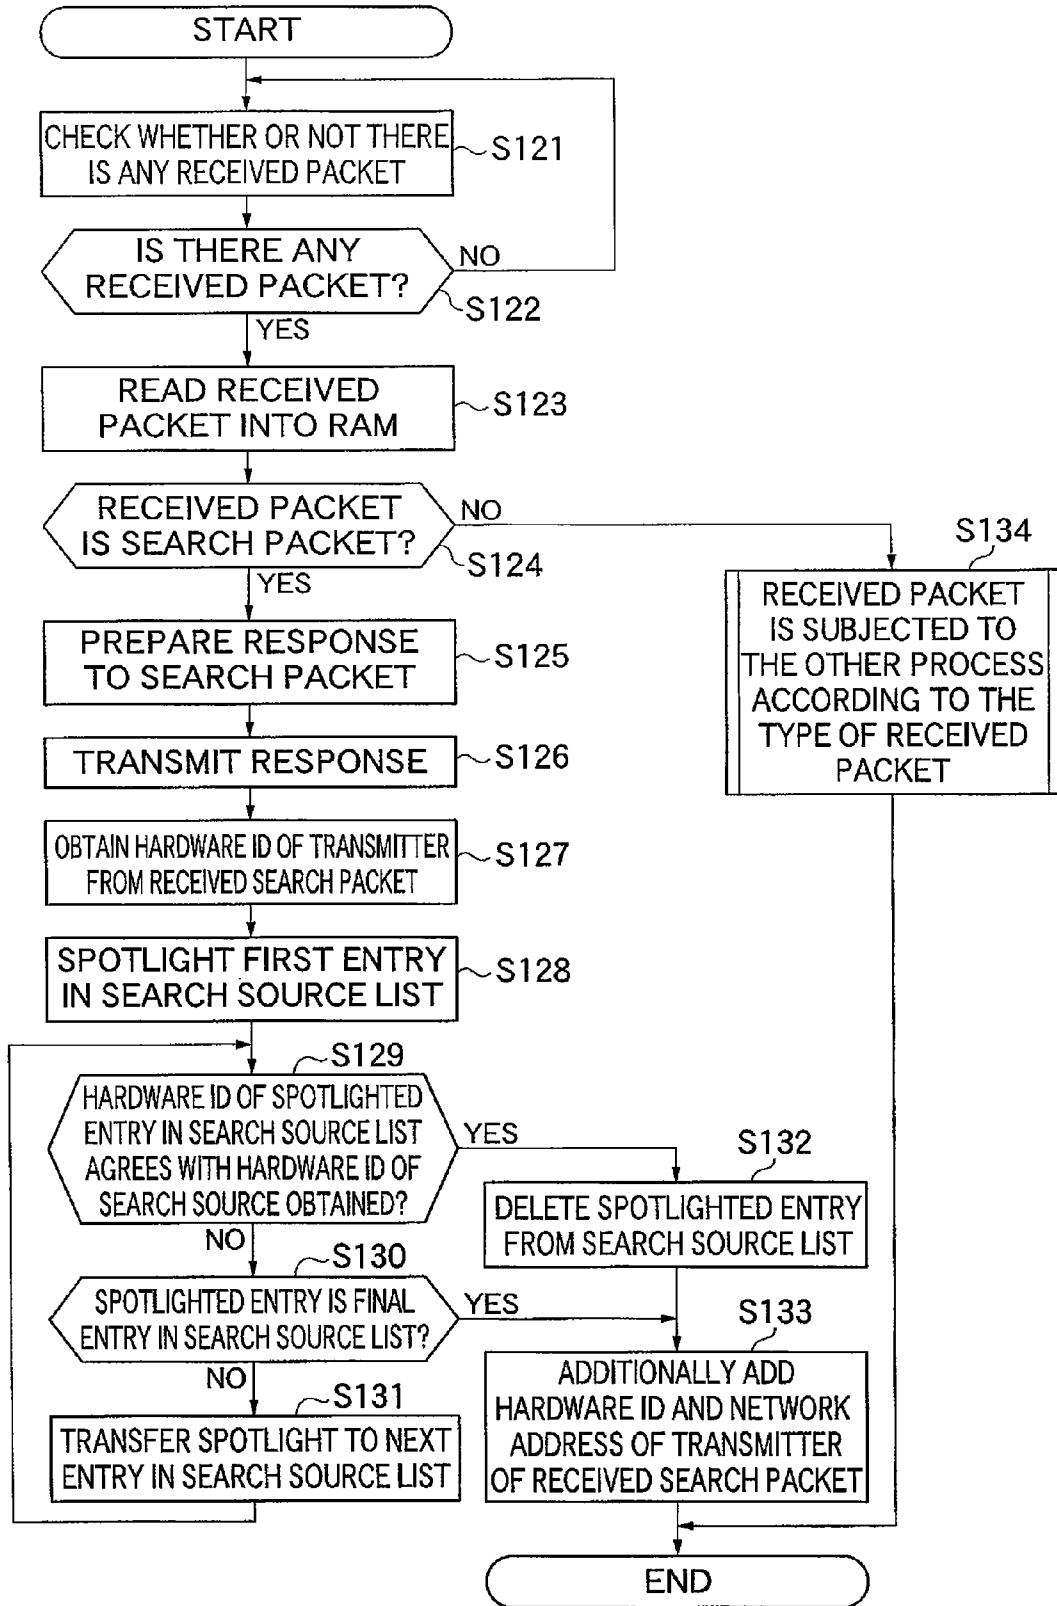 START
CHECK WHETHER OR NOT THERE
IS ANY RECEIVED PACKET
S121
IS THERE ANY
RECEIVED PACKET?
NO
S122
YES
READ RECEIVED
PACKET INTO RAM
S123
RECEIVED PACKET
IS SEARCH PACKET?
NO
S124
YES
S134
RECEIVED PACKET
IS SUBJECTED TO
THE OTHER PROCESS
ACCORDING TO THE
TYPE OF RECEIVED
PACKET
PREPARE RESPONSE
TO SEARCH PACKET
S125
TRANSMIT RESPONSE
S126
OBTAIN HARDWARE ID OF TRANSMITTER
FROM RECEIVED SEARCH PACKET
S127
SPOTLIGHT FIRST ENTRY
IN SEARCH SOURCE LIST
S128
S129
HARDWARE ID OF SPOTLIGHTED
ENTRY IN SEARCH SOURCE LIST
AGREES WITH HARDWARE ID OF
SEARCH SOURCE OBTAINED?
YES
NO
S132
DELETE SPOTLIGHTED ENTRY
FROM SEARCH SOURCE LIST
S130
SPOTLIGHTED ENTRY IS FINAL
ENTRY IN SEARCH SOURCE LIST?
YES
NO
S133
ADDITIONALLY ADD
HARDWARE ID AND NETWORK
ADDRESS OF TRANSMITTER
OF RECEIVED SEARCH PACKET
S131
TRANSFER SPOTLIGHT TO NEXT
ENTRY IN SEARCH SOURCE LIST
END